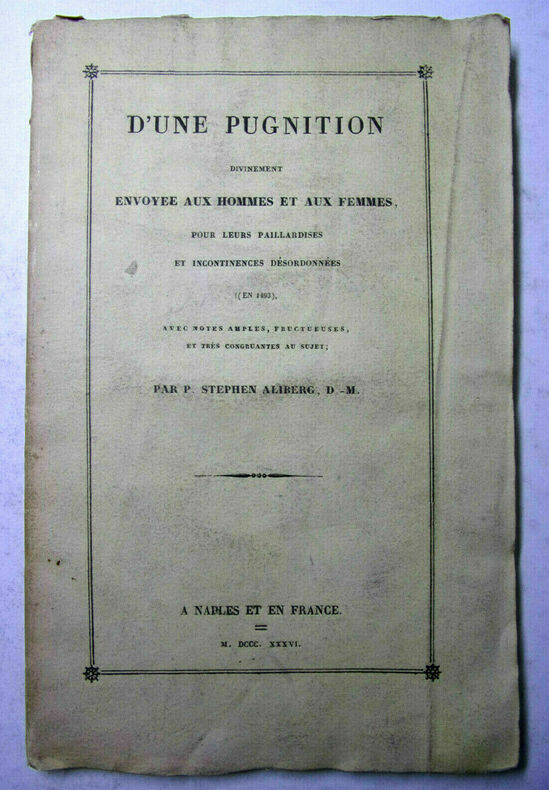 D'UNE PUGNITION
DIVINEMENT
ENVOYEE AUX HOMMES ET AUX FEMMES,
POUR LEURS PAILLARDISES
ET INCONTINENCES DÉSORDONNÉES
(EN 1493),
AVEC NOTES AMPLES, FRUCTUEUSES,
ET TRÈS CONGRUANTES AU SUJET;
PAR P. STEPHEN ALIBERG, D.-M.
A NAPLES ET EN FRANCE.
M. DCCC. XXXVI.